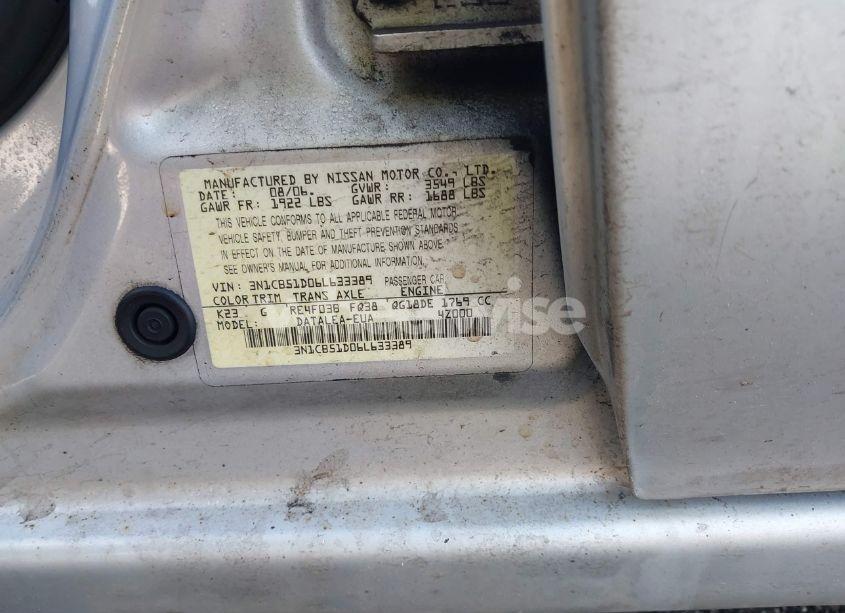 MANUFACTURED BY NISSAN MOTOR CO., LTD.
DATE: 08/06. GVWR: 3549 LBS
GAWR FR: 1922 LBS GAWR RR: 1688 LBS
THIS VEHICLE CONFORMS TO ALL APPLICABLE FEDERAL MOTOR
VEHICLE SAFETY, BUMPER AND THEFT PREVENTION STANDARDS
IN EFFECT ON THE DATE OF MANUFACTURE SHOWN ABOVE.
SEE OWNER'S MANUAL FOR ADDITIONAL INFORMATION.
VIN: 3N1CB51D06L633389 PASSENGER CAR
COLOR TRIM TRANS AXLE ENGINE
K23 G RE4F03B FQ38 QG18DE 1769 CC
MODEL: DATALEA-EUA 4Z000
3N1CB51D06L633389